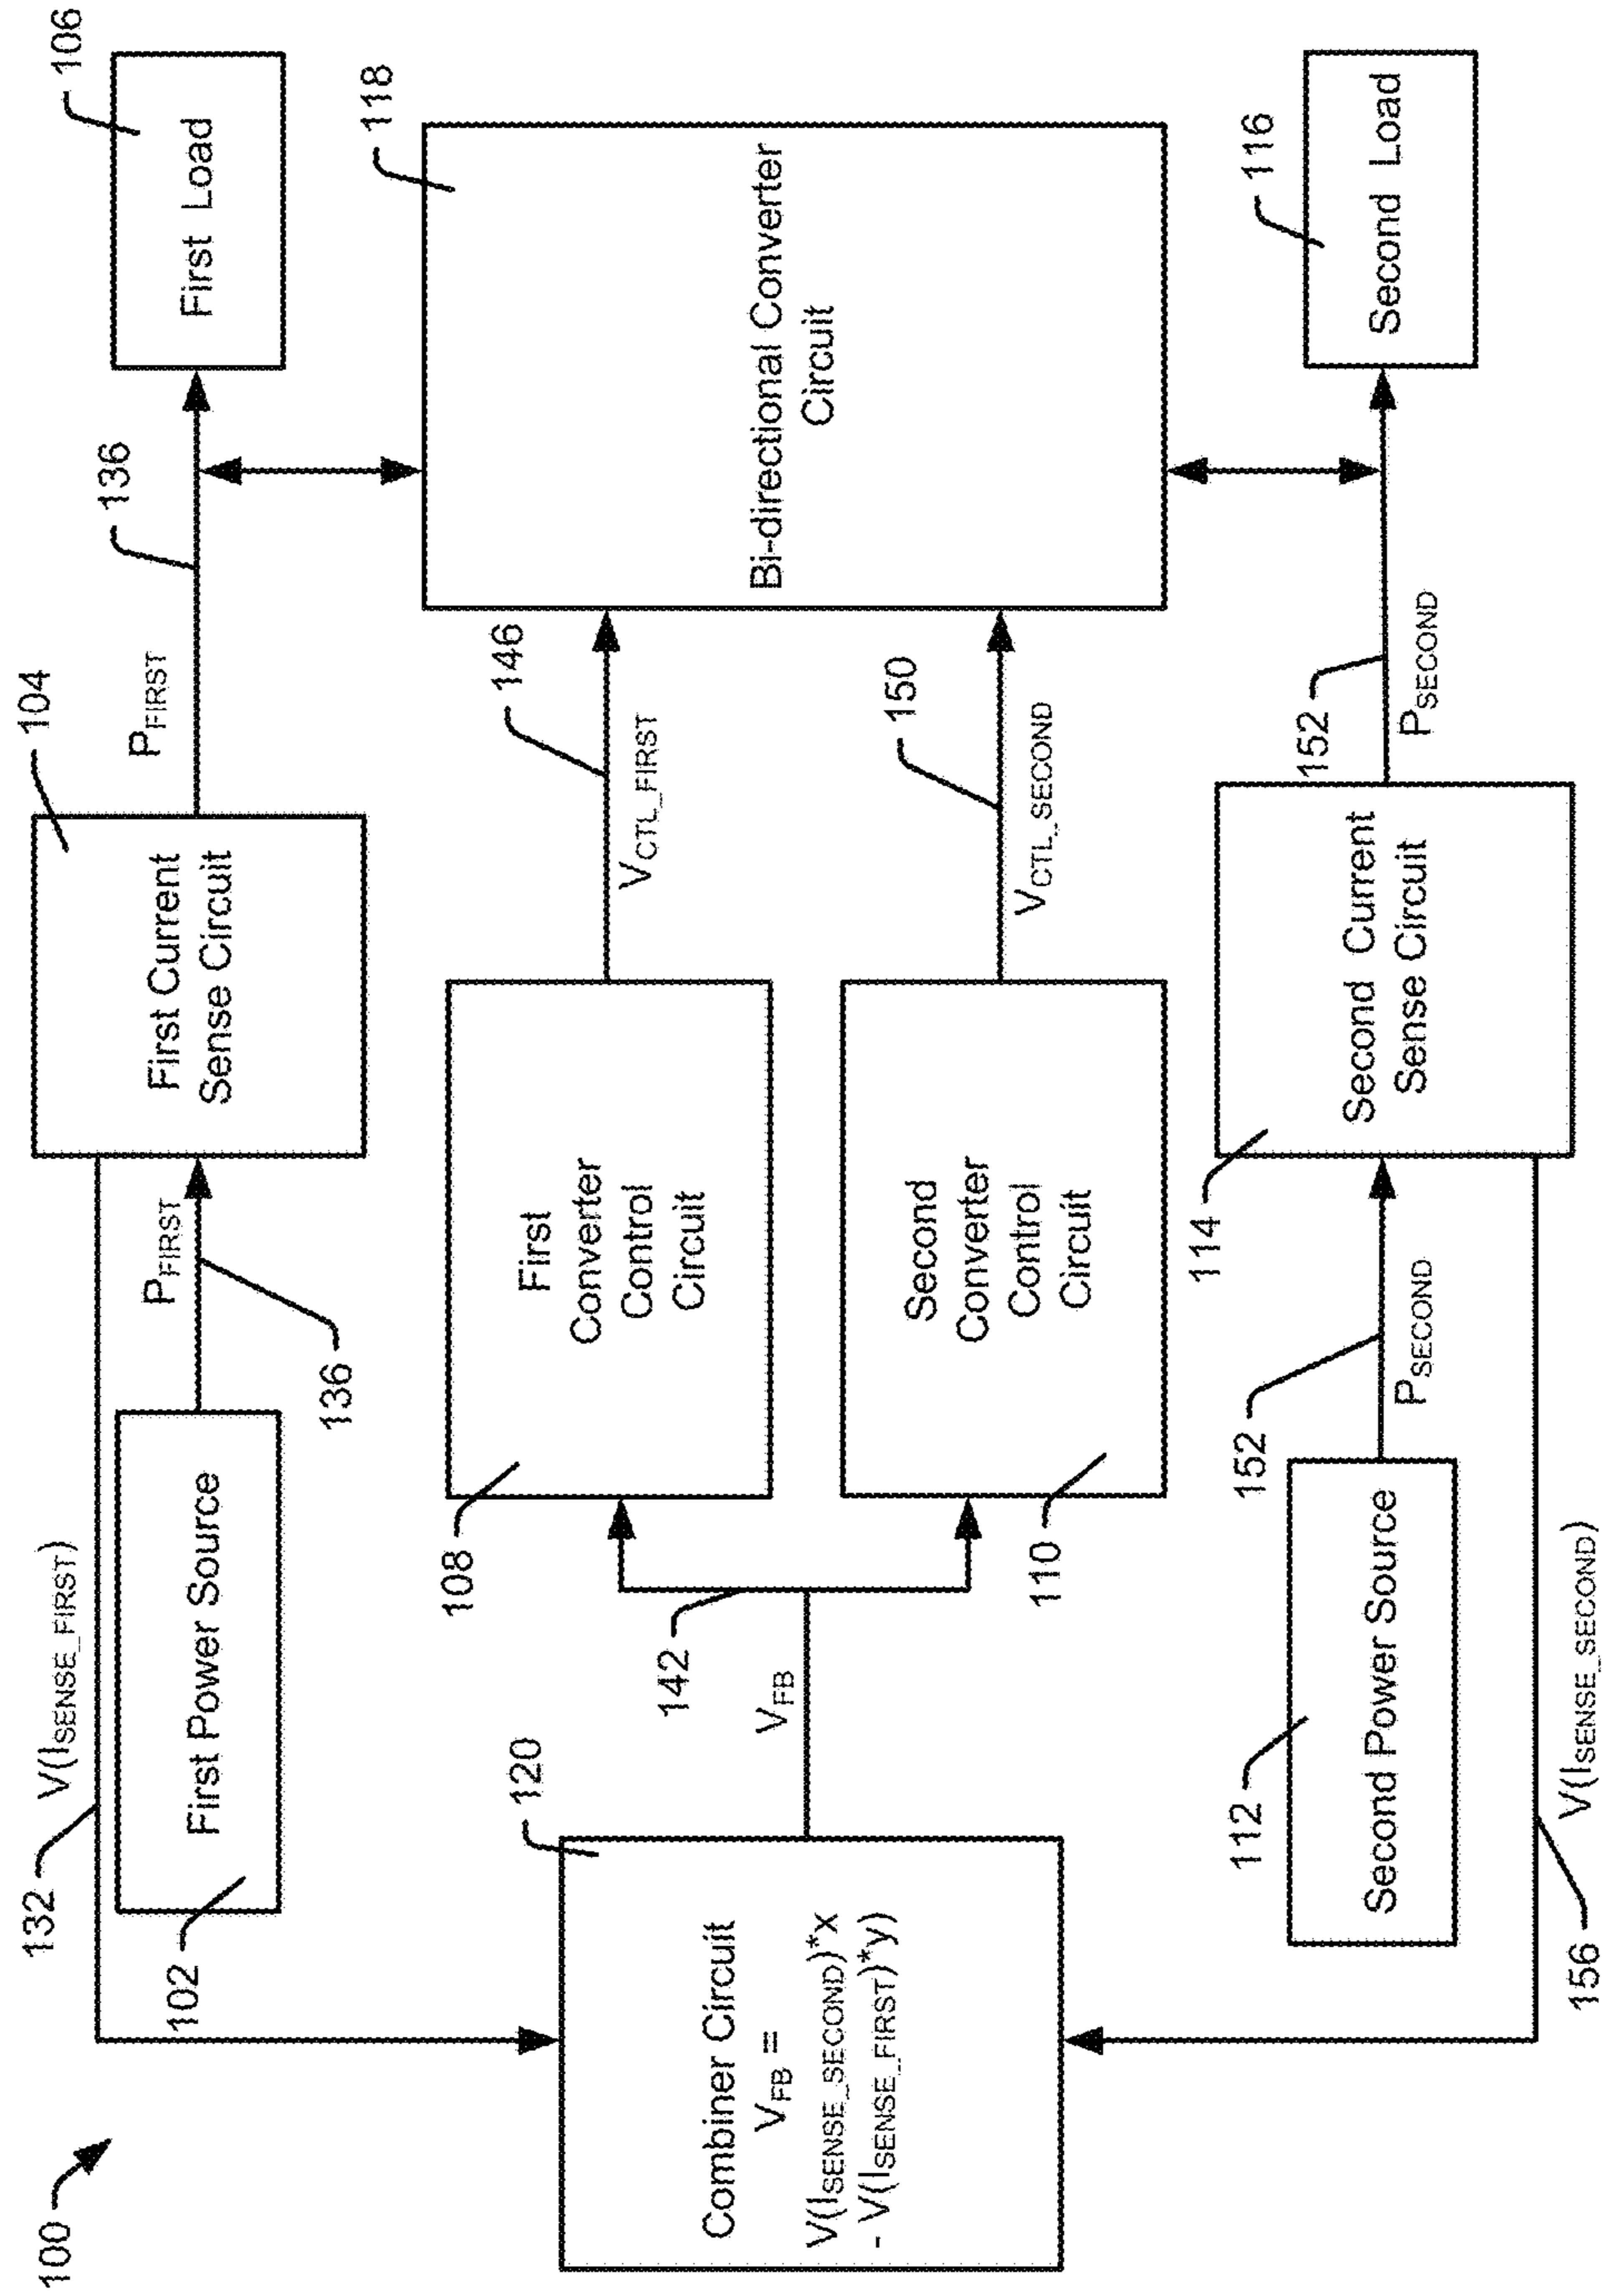 100
132
V(ISENSE_FIRST)
First Power Source
102
PFIRST
136
104
First Current
Sense Circuit
PFIRST
136
106
First Load
120
Combiner Circuit
VFB =
V(ISENSE_SECOND)*x
- V(ISENSE_FIRST)*y)
142
VFB
108
First
Converter
Control
Circuit
146
VCTL_FIRST
110
Second
Converter
Control
Circuit
150
VCTL_SECOND
118
Bi-directional Converter
Circuit
112
Second Power Source
152
PSECOND
114
Second Current
Sense Circuit
152
PSECOND
116
Second Load
156
V(ISENSE_SECOND)